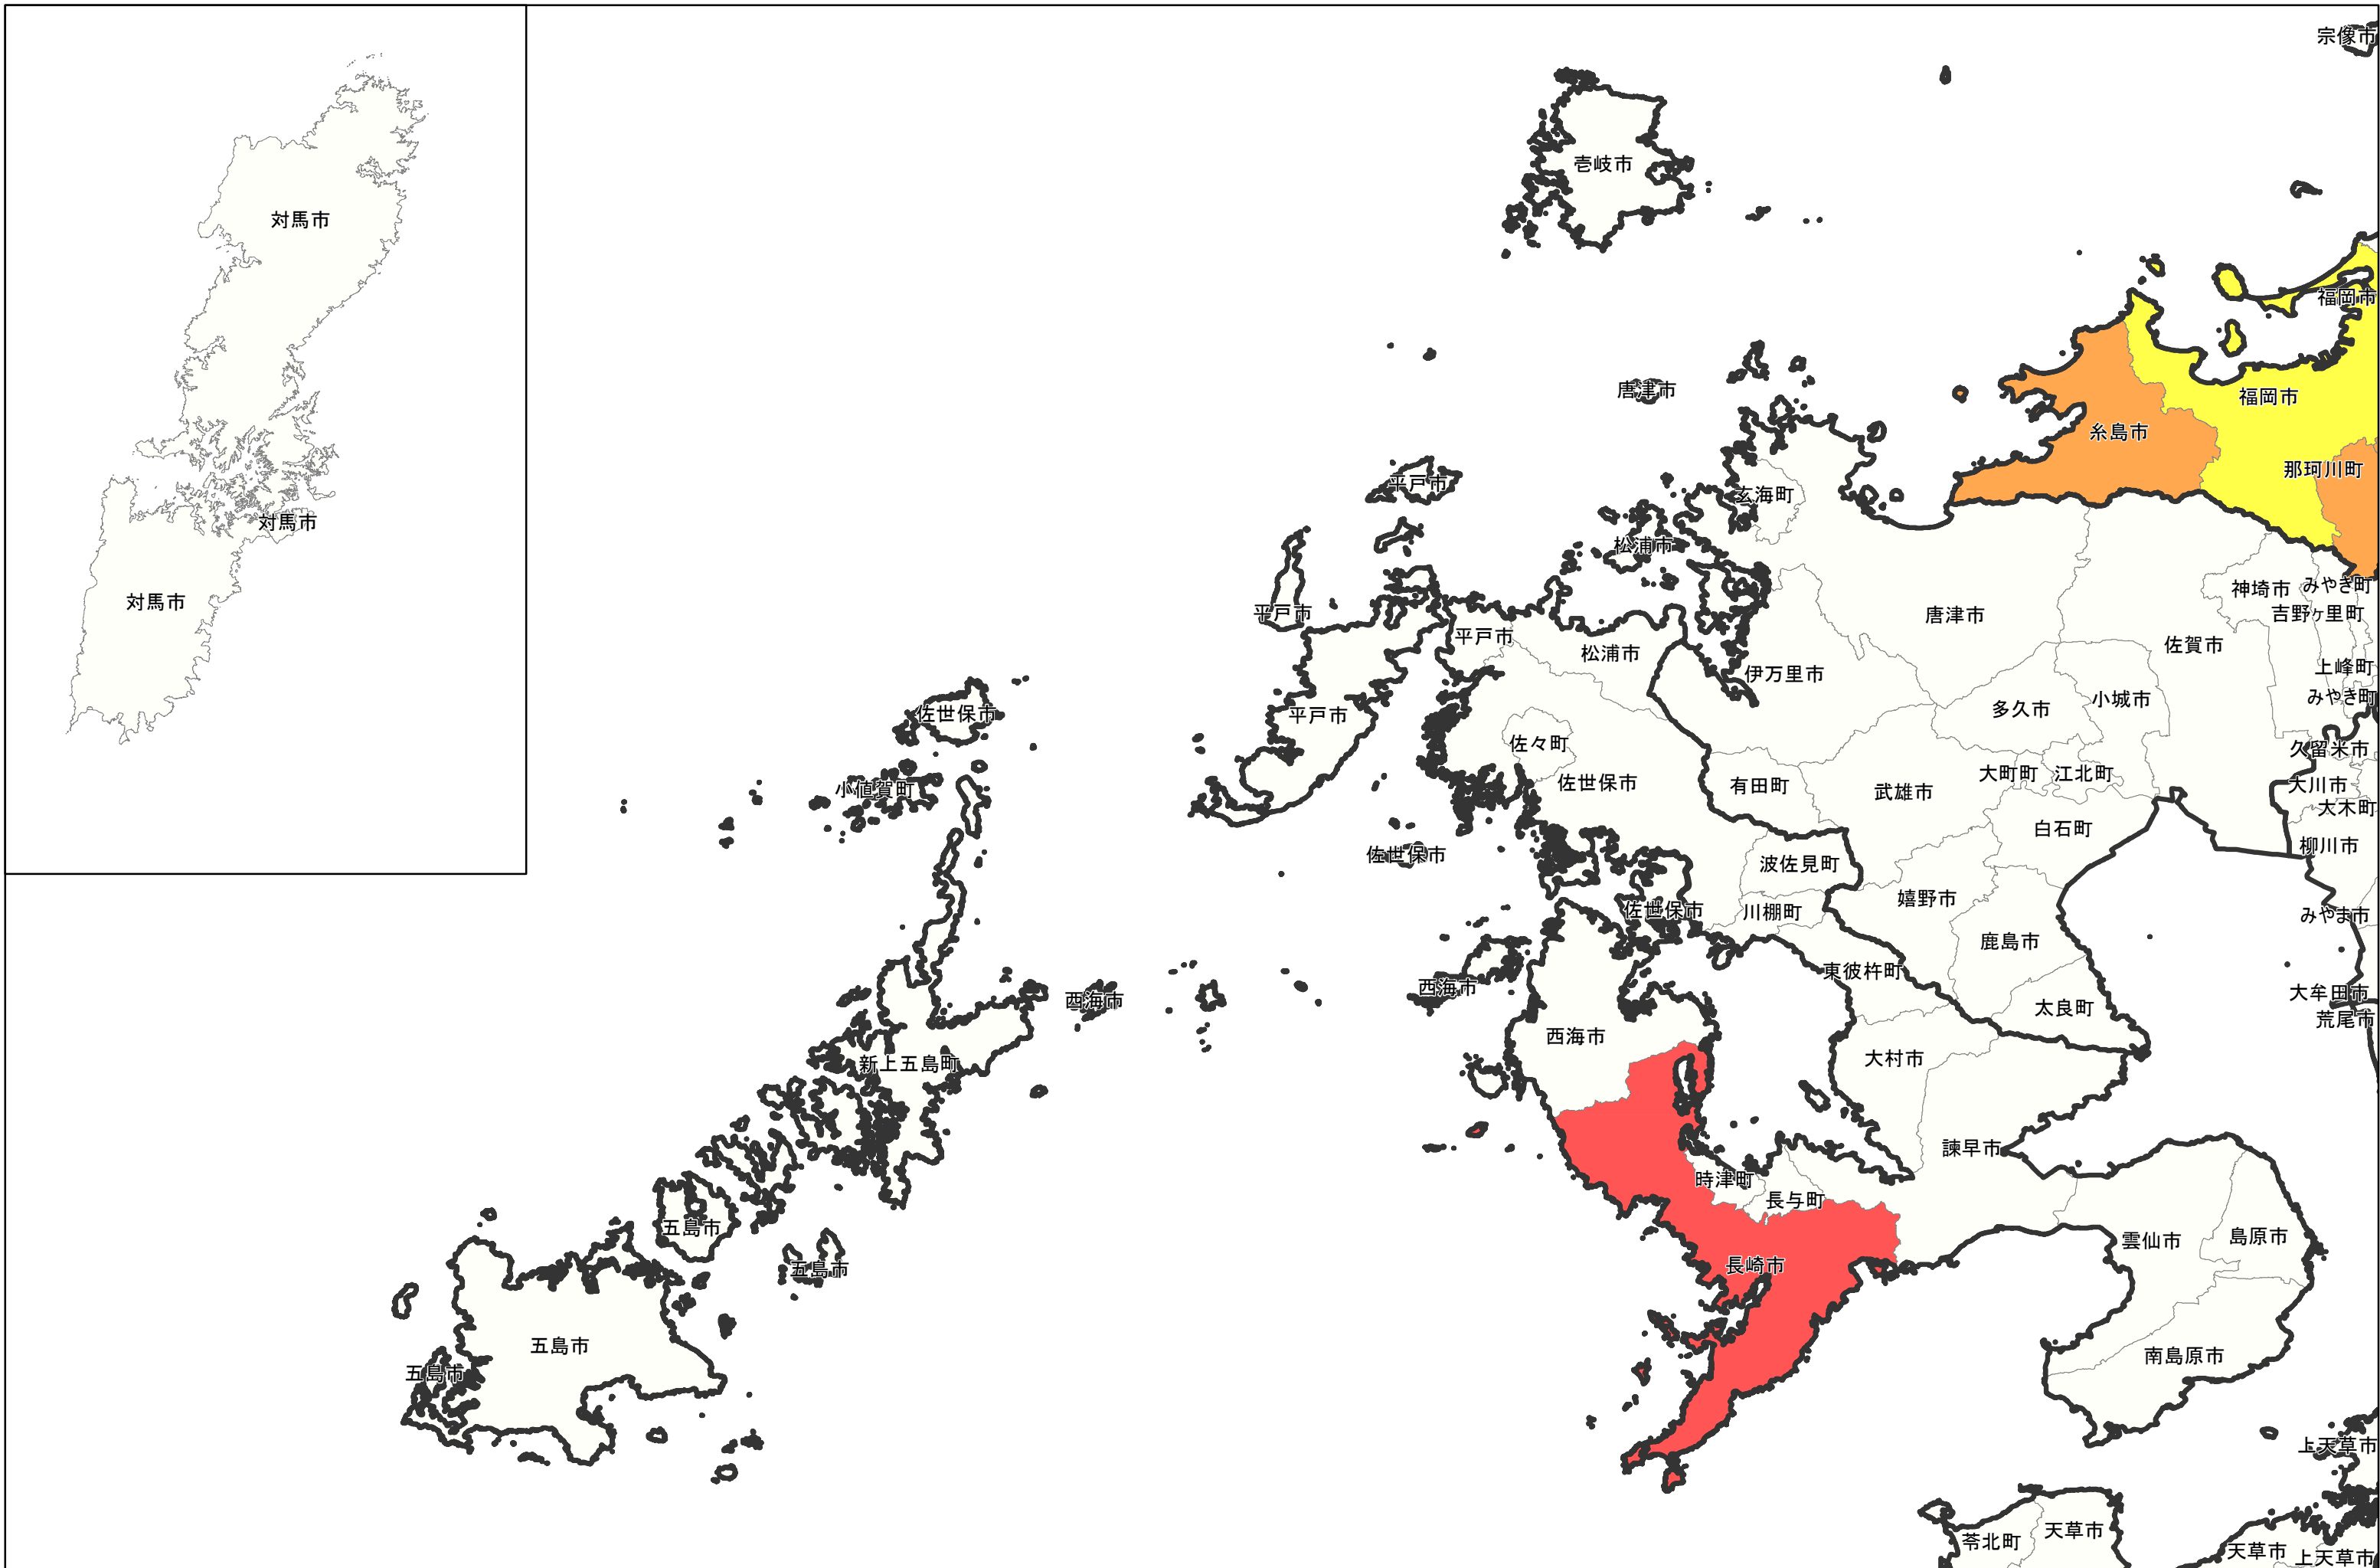 宗像市
壱岐市
対馬市
福岡市
唐津市
福岡市
糸島市
那珂川町
平戸市
玄海町
対馬市
松浦市
神埼市
みやき町
対馬市
平戸市
吉野ヶ里町
唐津市
平戸市
佐賀市
松浦市
上峰町
伊万里市
みやき町
小城市
多久市
佐世保市
平戸市
佐々町
久留米市
大町町
江北町
佐世保市
有田町
大川市
小値賀町
武雄市
大木町
白石町
柳川市
佐世保市
波佐見町
嬉野市
佐世保市
川棚町
みやま市
鹿島市
東彼杵町
西海市
大牟田市
西海市
太良町
荒尾市
西海市
大村市
新上五島町
諫早市
時津町
長与町
五島市
島原市
雲仙市
長崎市
五島市
五島市
南島原市
五島市
上天草市
天草市
苓北町
天草市
上天草市